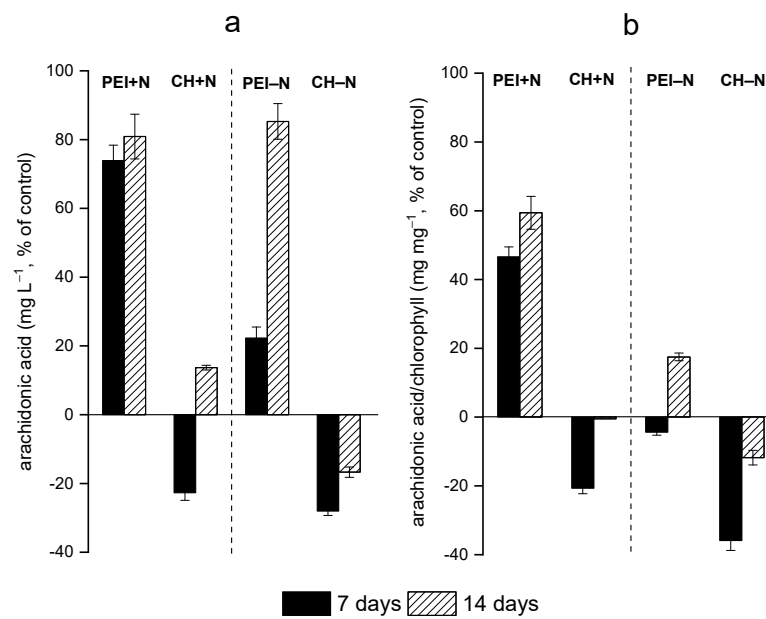 a
PEI+N CH+N PEI–N CH–N
arachidonic acid (mg L⁻¹, % of control)
100
80
60
40
20
0
-20
-40
b
PEI+N CH+N PEI–N CH–N
arachidonic acid/chlorophyll (mg mg⁻¹, % of control)
100
80
60
40
20
0
-20
-40
7 days 14 days